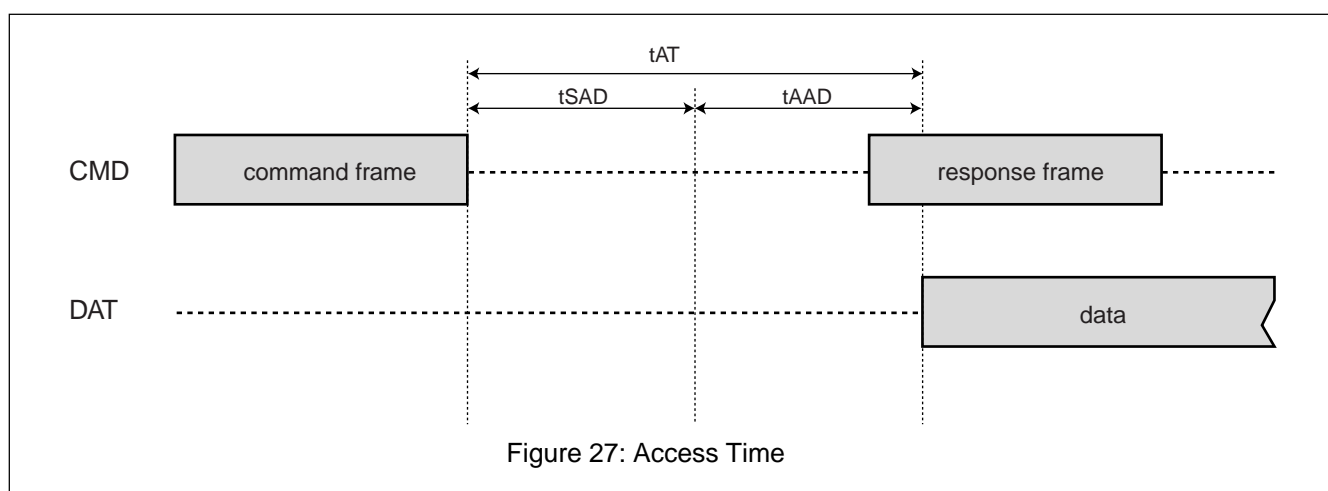 tAT
tSAD tAAD
CMD command frame response frame
DAT data
Figure 27: Access Time